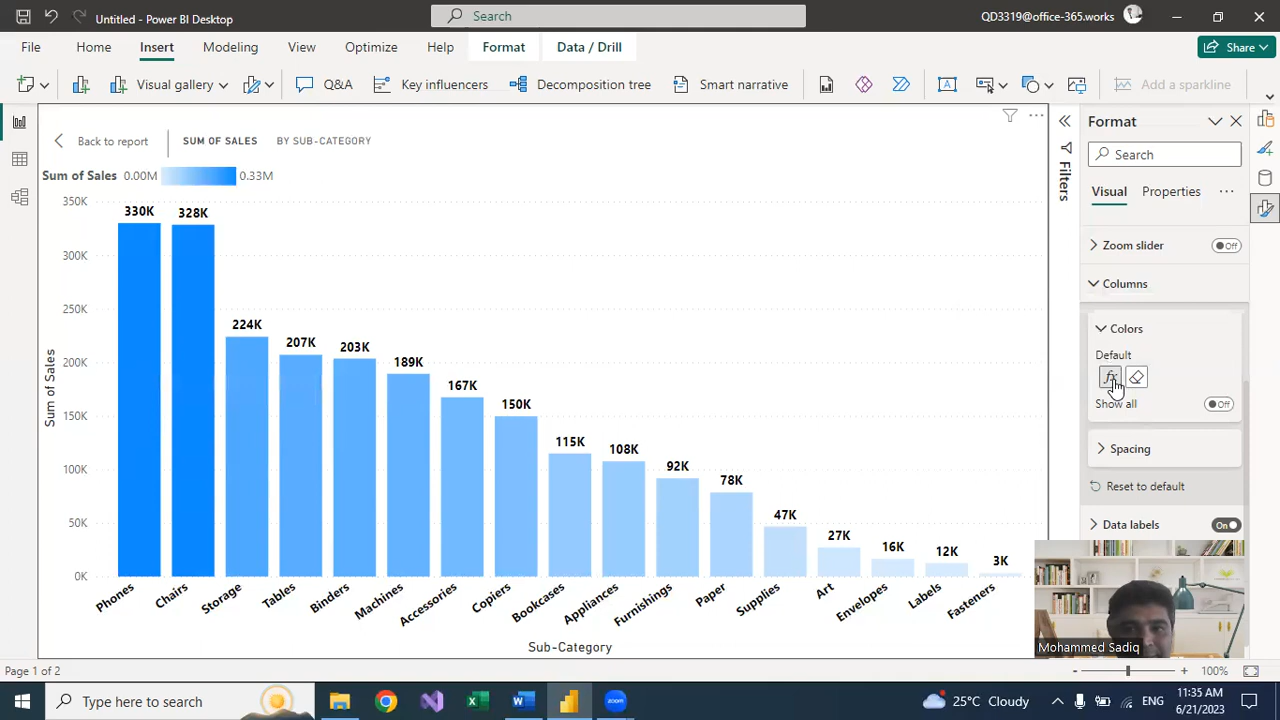 Untitled - Power BI Desktop
Search
QD3319@office-365.works
File Home Insert Modeling View Optimize Help Format Data / Drill
Share
Visual gallery Q&A Key influencers Decomposition tree Smart narrative Add a sparkline
Back to report SUM OF SALES BY SUB-CATEGORY
Sum of Sales 0.00M 0.33M
350K
300K
250K
200K
150K
100K
50K
0K
Sum of Sales
330K 328K 224K 207K 203K 189K 167K 150K 115K 108K 92K 78K 47K 27K 16K 12K 3K
Phones Chairs Storage Tables Binders Machines Accessories Copiers Bookcases Appliances Furnishings Paper Supplies Art Envelopes Labels Fasteners
Sub-Category
Filters
Format
Search
Visual Properties
Zoom slider Off
Columns
Colors
Default
fx
Show all Off
Spacing
Reset to default
Data labels On
Mohammed Sadiq
Page 1 of 2
- + 100%
Type here to search
25°C Cloudy
ENG
11:35 AM
6/21/2023